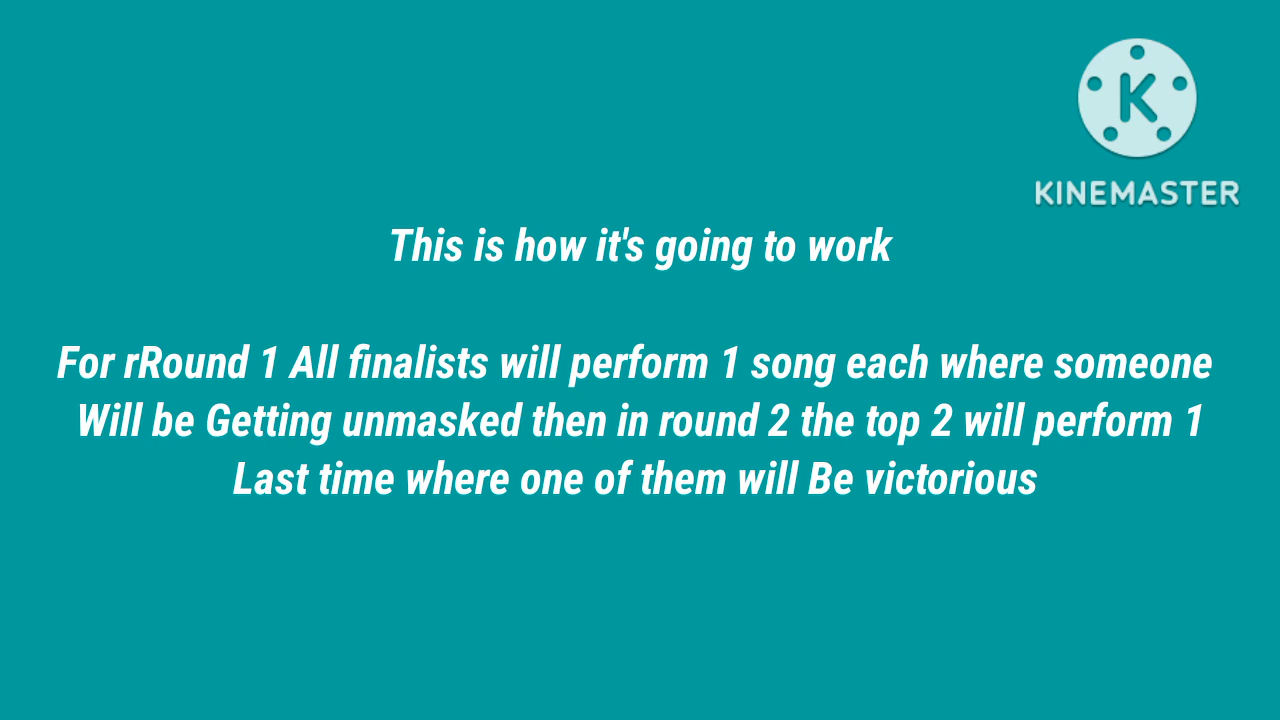 K
KINEMASTER
This is how it's going to work
For rRound 1 All finalists will perform 1 song each where someone
Will be Getting unmasked then in round 2 the top 2 will perform 1
Last time where one of them will Be victorious